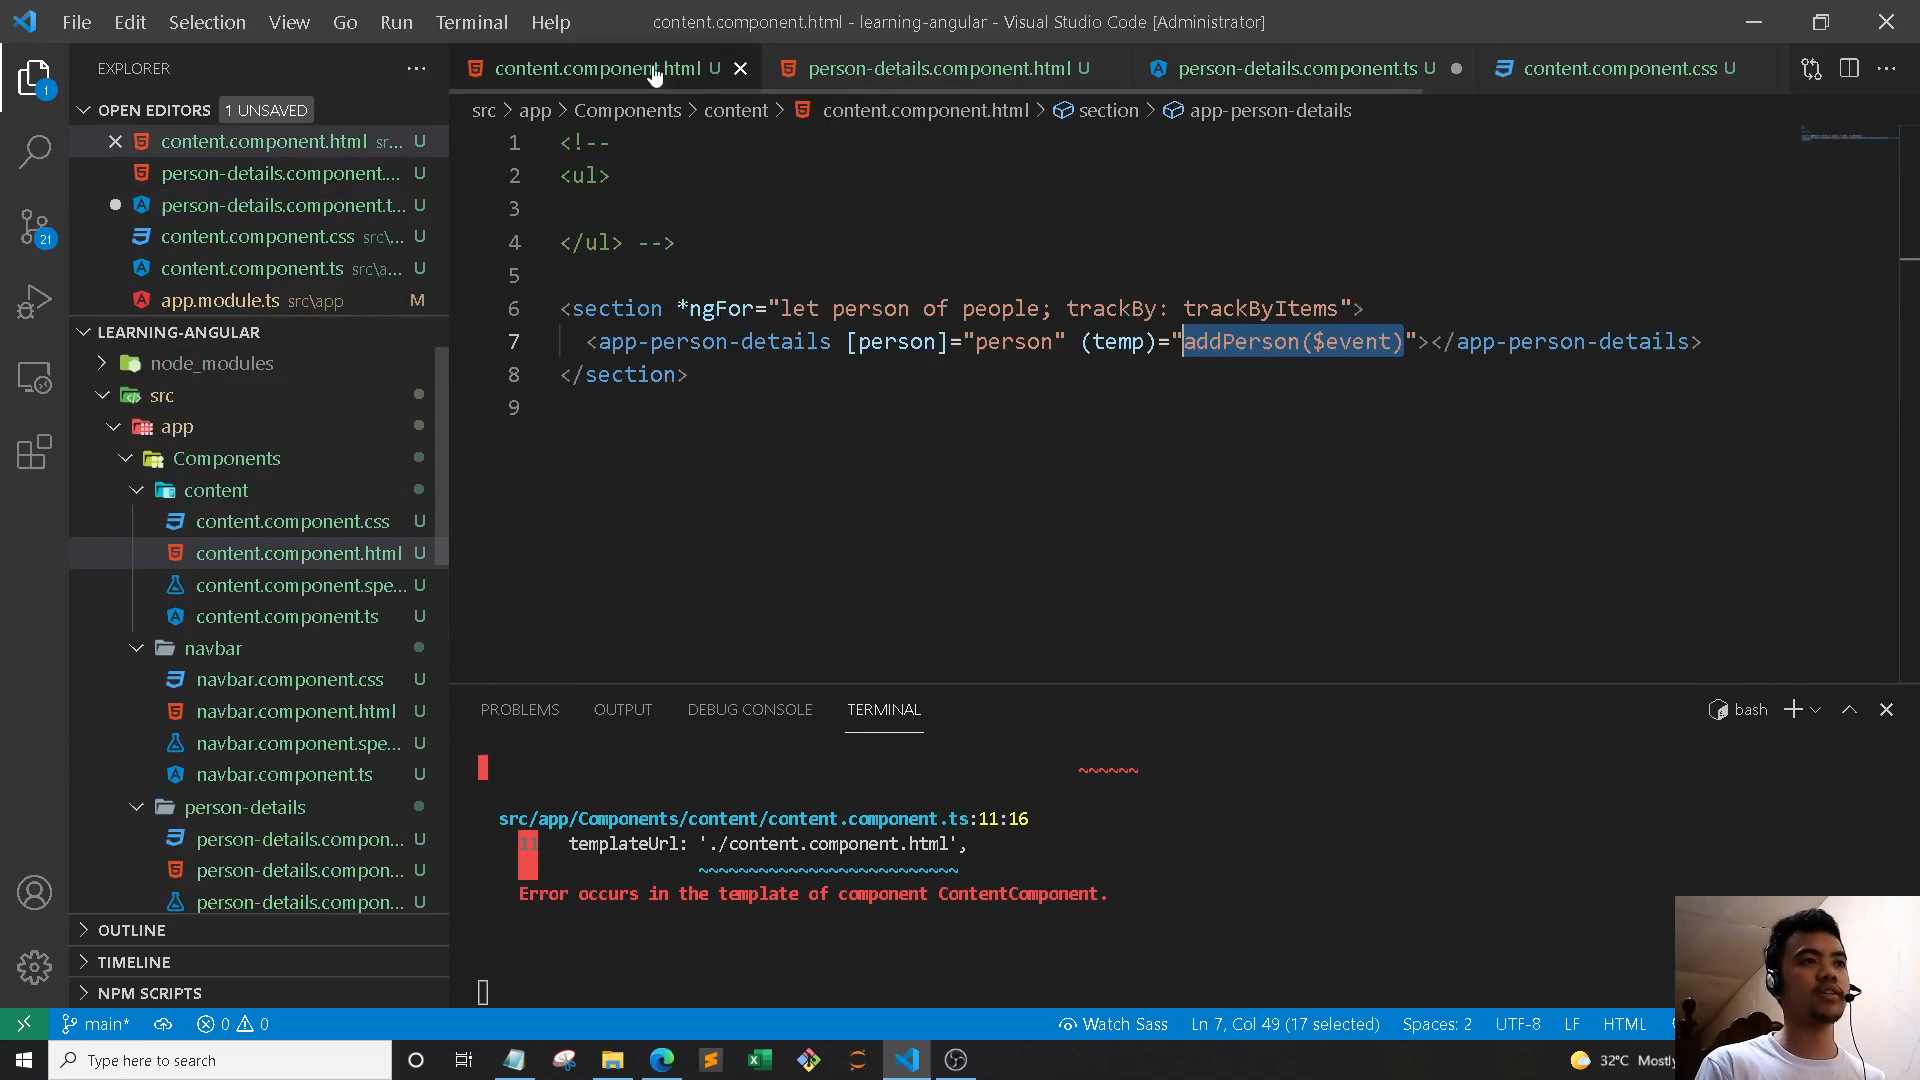 File Edit Selection View Go Run Terminal Help
content.component.html - learning-angular - Visual Studio Code [Administrator]
EXPLORER
content.component.html U
person-details.component.html U
person-details.component.ts U
content.component.css U
1
OPEN EDITORS 1 UNSAVED
src > app > Components > content > content.component.html > section > app-person-details
content.component.html sr... U
person-details.component.... U
person-details.component.t... U
content.component.css src\... U
content.component.ts src\a... U
app.module.ts src\app M
21
LEARNING-ANGULAR
node_modules
src
app
Components
content
content.component.css U
content.component.html U
content.component.spe... U
content.component.ts U
navbar
navbar.component.css U
navbar.component.html U
navbar.component.spe... U
navbar.component.ts U
person-details
person-details.compon... U
person-details.compon... U
person-details.compon... U
OUTLINE
TIMELINE
NPM SCRIPTS
1 <!--
2 <ul>
3
4 </ul> -->
5
6 <section *ngFor="let person of people; trackBy: trackByItems">
7 <app-person-details [person]="person" (temp)="addPerson($event)"></app-person-details>
8 </section>
9
PROBLEMS OUTPUT DEBUG CONSOLE TERMINAL
bash
~~~~~~
src/app/Components/content/content.component.ts:11:16
11 templateUrl: './content.component.html',
~~~~~~~~~~~~~~~~~~~~~~~~~~
Error occurs in the template of component ContentComponent.
main* 0 0
Watch Sass Ln 7, Col 49 (17 selected) Spaces: 2 UTF-8 LF HTML
Type here to search
32°C Mostly